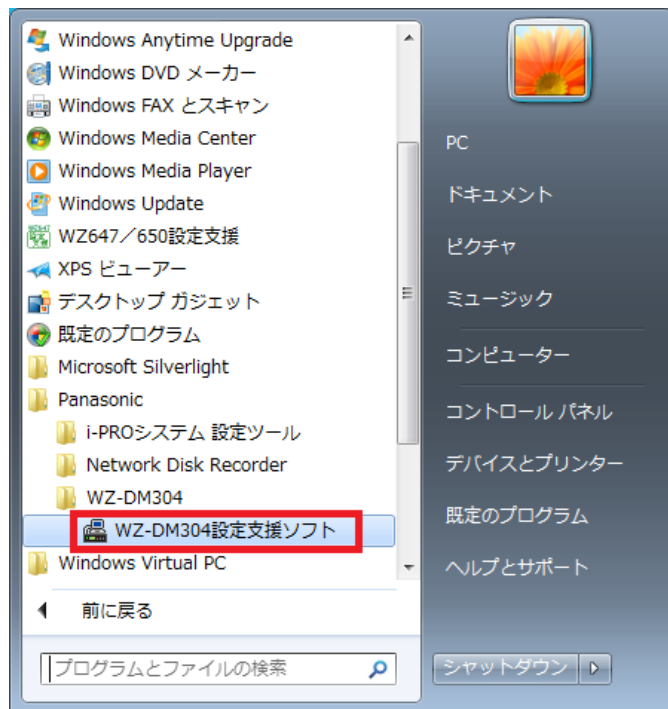 Windows Anytime Upgrade
Windows DVD メーカー
Windows FAX とスキャン
Windows Media Center
Windows Media Player
Windows Update
WZ647／650設定支援
XPS ビューアー
デスクトップ ガジェット
既定のプログラム
Microsoft Silverlight
Panasonic
i-PROシステム 設定ツール
Network Disk Recorder
WZ-DM304
WZ-DM304設定支援ソフト
Windows Virtual PC
前に戻る
プログラムとファイルの検索
PC
ドキュメント
ピクチャ
ミュージック
コンピューター
コントロール パネル
デバイスとプリンター
既定のプログラム
ヘルプとサポート
シャットダウン